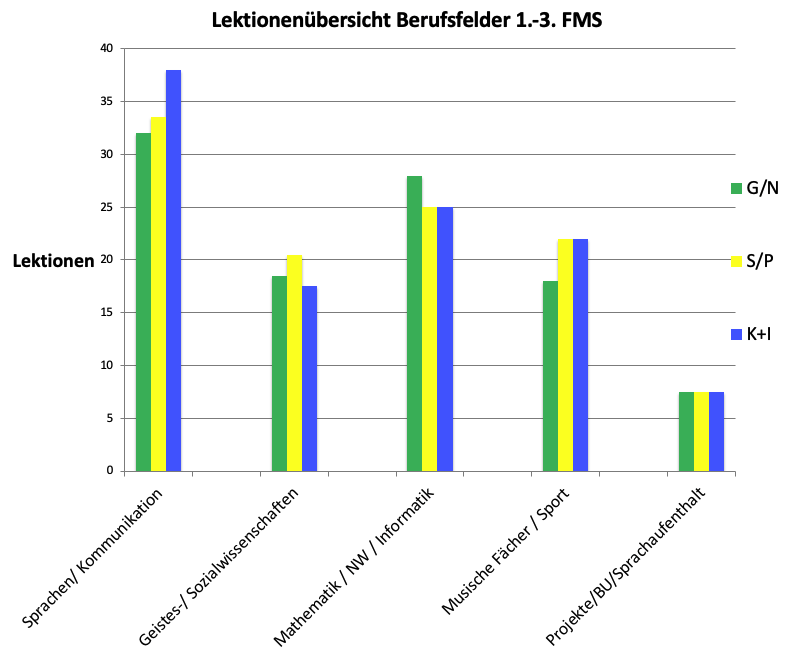 Lektionenübersicht Berufsfelder 1.-3. FMS
40
35
30
25
20
15
10
5
0
Lektionen
G/N
S/P
K+I
Sprachen/ Kommunikation
Geistes-/ Sozialwissenschaften
Mathematik / NW / Informatik
Musische Fächer / Sport
Projekte/BU/Sprachaufenthalt